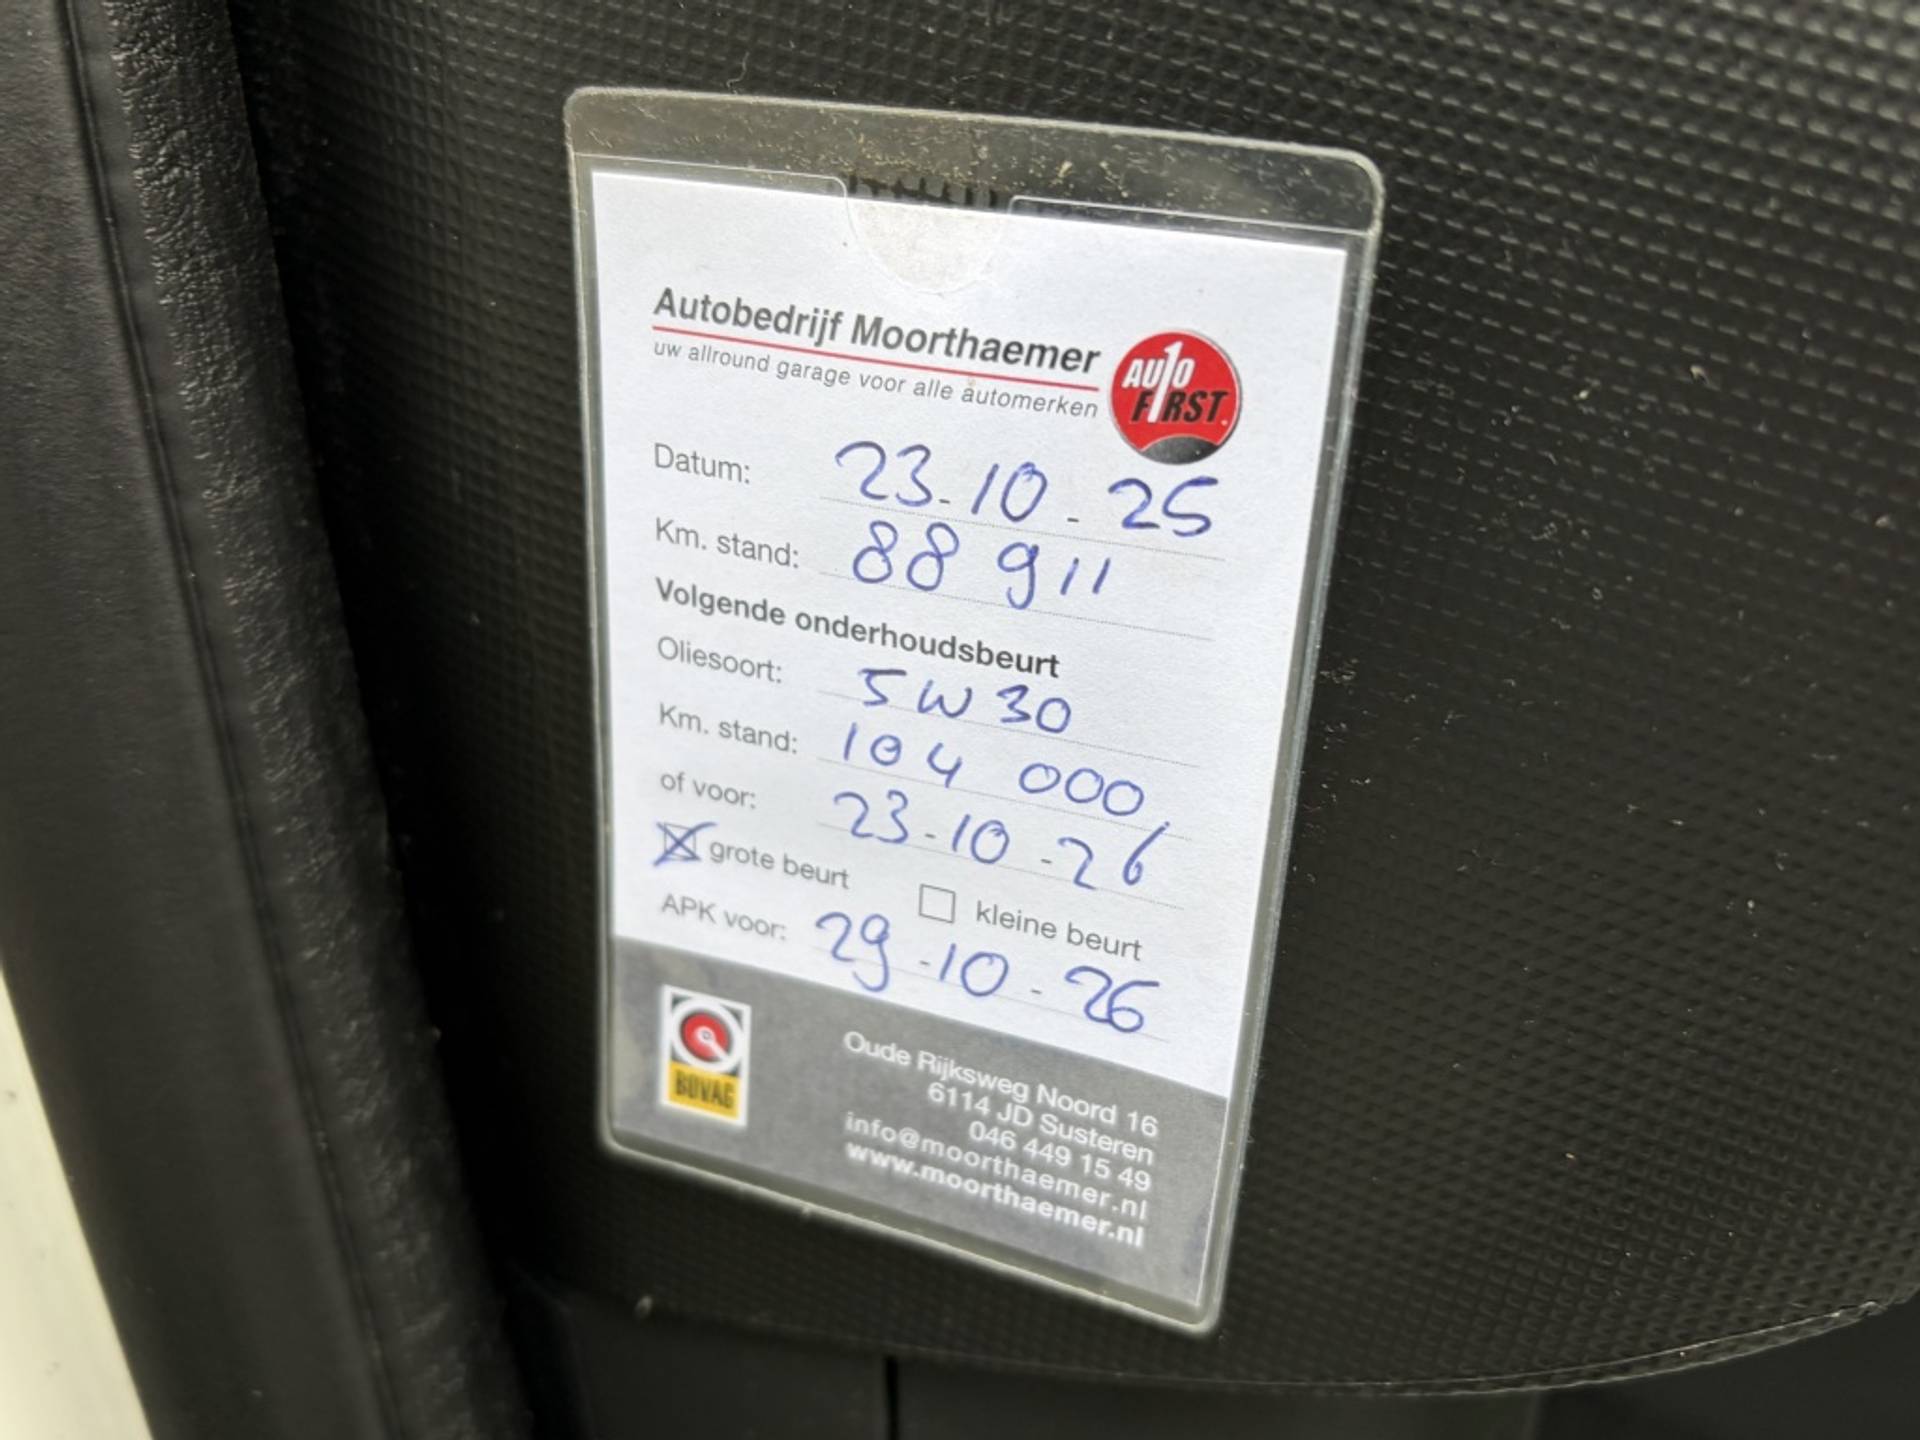 Autobedrijf Moorthaemer
uw allround garage voor alle automerken
AUTO
F1RST.
Datum: 23-10-25
Km. stand: 88 911
Volgende onderhoudsbeurt
Oliesoort: 5W30
Km. stand: 104 000,
of voor: 23-10-26
grote beurt kleine beurt
APK voor: 29-10-26
BOVAG
Oude Rijksweg Noord 16
6114 JD Susteren
046 449 15 49
info@moorthaemer.nl
www.moorthaemer.nl